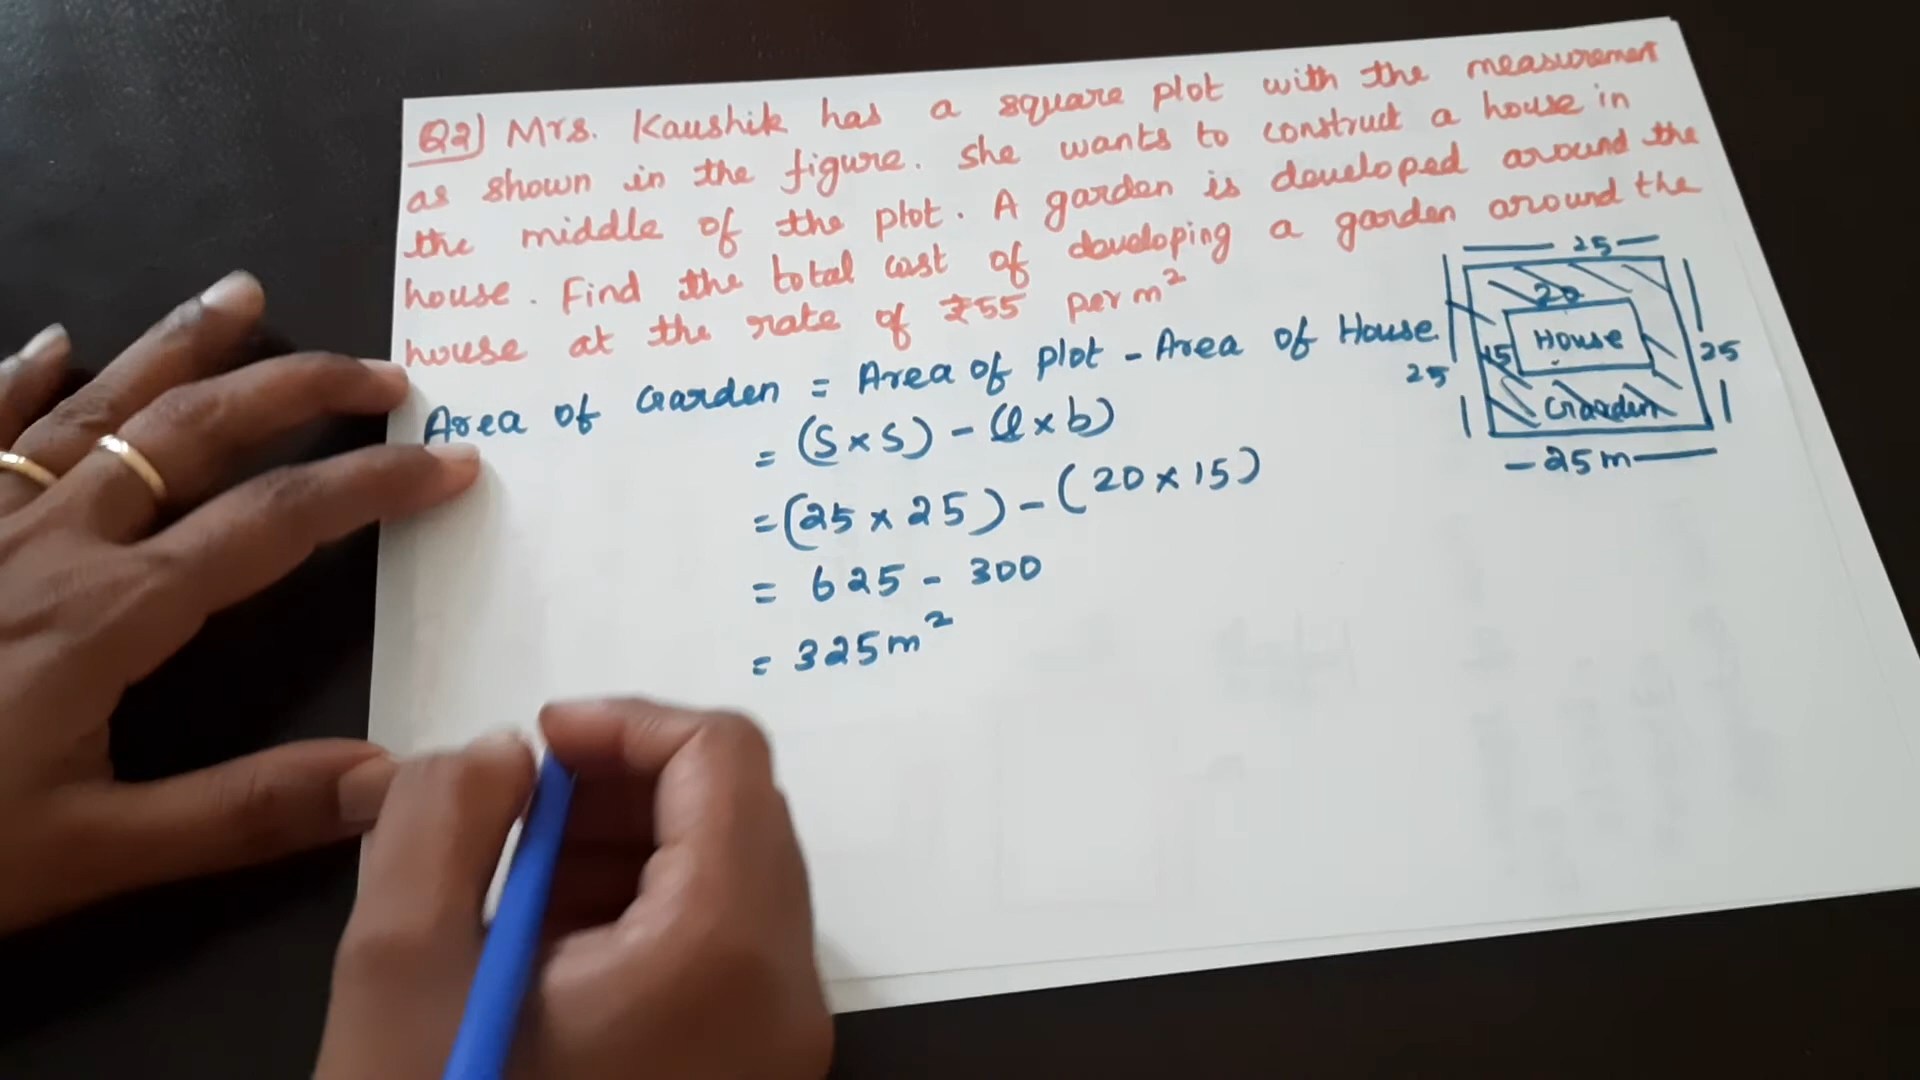 Q2) Mrs. Kaushik has a square plot with the measurement
as shown in the figure. She wants to construct a house in
the middle of the plot. A garden is developed around the
house. Find the total cost of developing a garden around the
house at the rate of ₹55 per m²
Area of Garden = Area of plot - Area of House.
= (S × S) - (l × b)
= (25 × 25) - (20 × 15)
= 625 - 300
= 325m²
25
20
House
15
25
25
Garden
25m